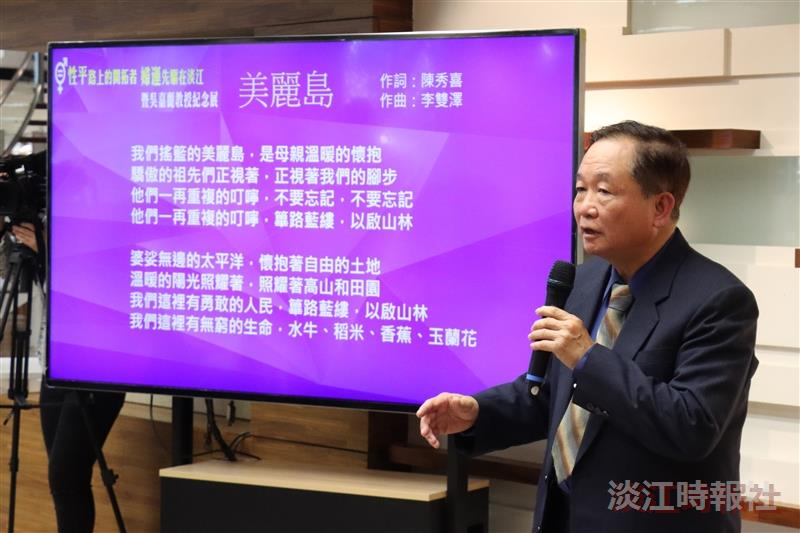 性平路上的開拓者 婦運先驅在淡江
暨吳嘉麗教授紀念展
美麗島
作詞：陳秀喜
作曲：李雙澤
我們搖籃的美麗島，是母親溫暖的懷抱
驕傲的祖先們正視著，正視著我們的腳步
他們一再重複的叮嚀，不要忘記，不要忘記
他們一再重複的叮嚀，篳路藍縷，以啟山林
婆娑無邊的太平洋，懷抱著自由的土地
溫暖的陽光照耀著，照耀著高山和田園
我們這裡有勇敢的人民，篳路藍縷，以啟山林
我們這裡有無窮的生命，水牛、稻米、香蕉、玉蘭花
淡江時報社